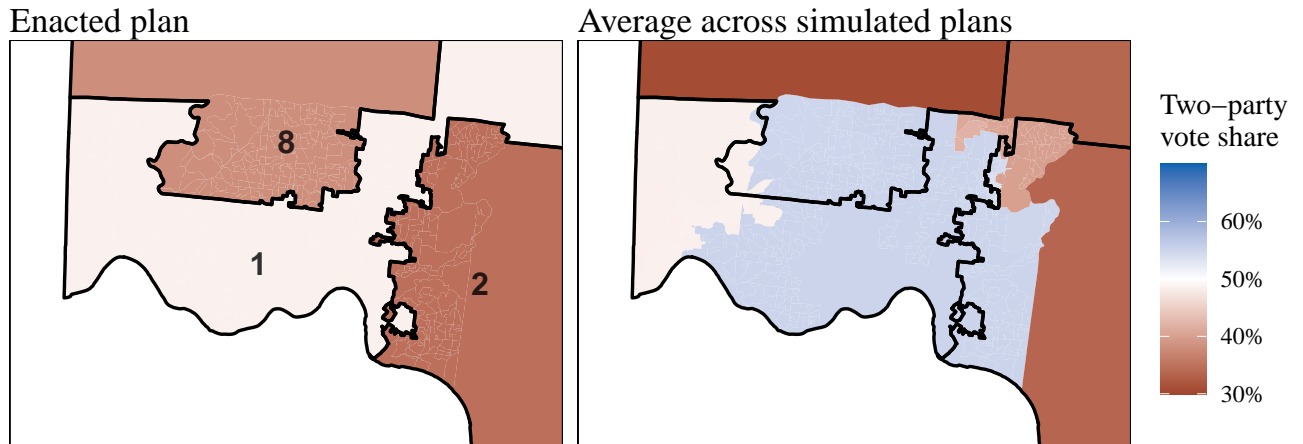 Enacted plan
Average across simulated plans
8
1
2
Two−party
vote share
60%
50%
40%
30%